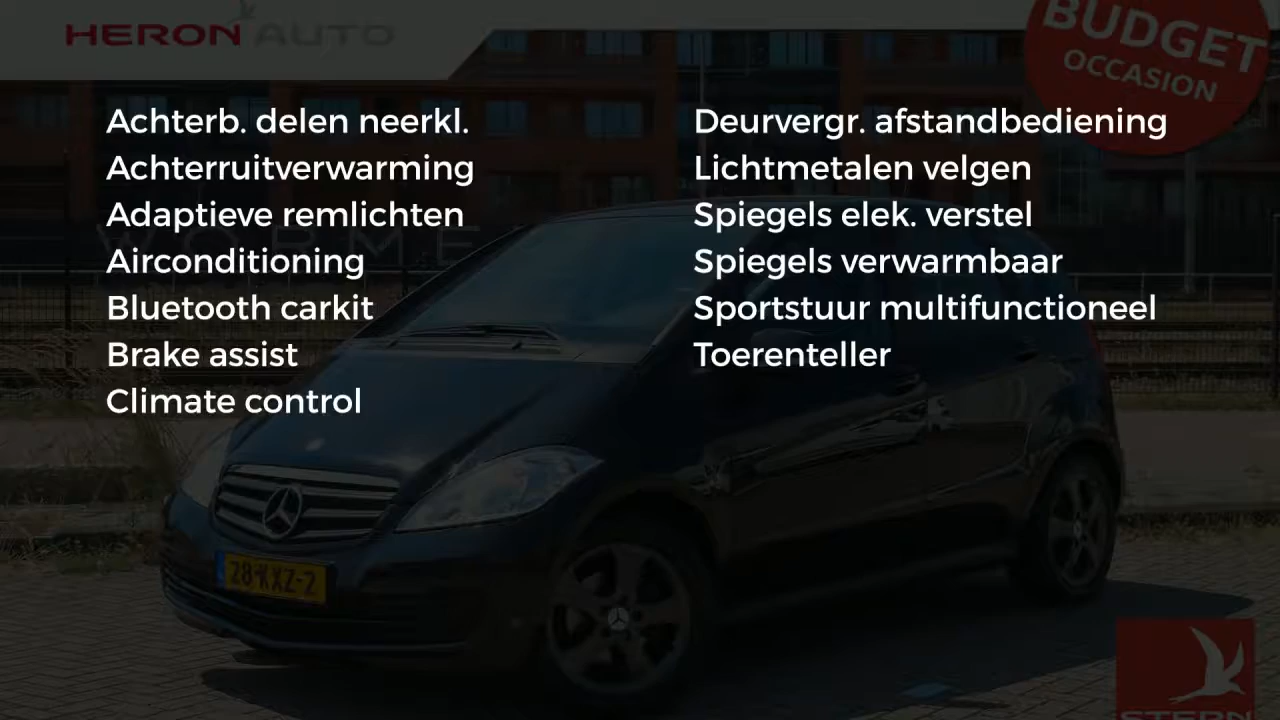 HERON AUTO
BUDGET
OCCASION
Achterb. delen neerkl.
Achterruitverwarming
Adaptieve remlichten
Airconditioning
Bluetooth carkit
Brake assist
Climate control
Deurvergr. afstandbediening
Lichtmetalen velgen
Spiegels elek. verstel
Spiegels verwarmbaar
Sportstuur multifunctioneel
Toerenteller
28-KXZ-2
STERN